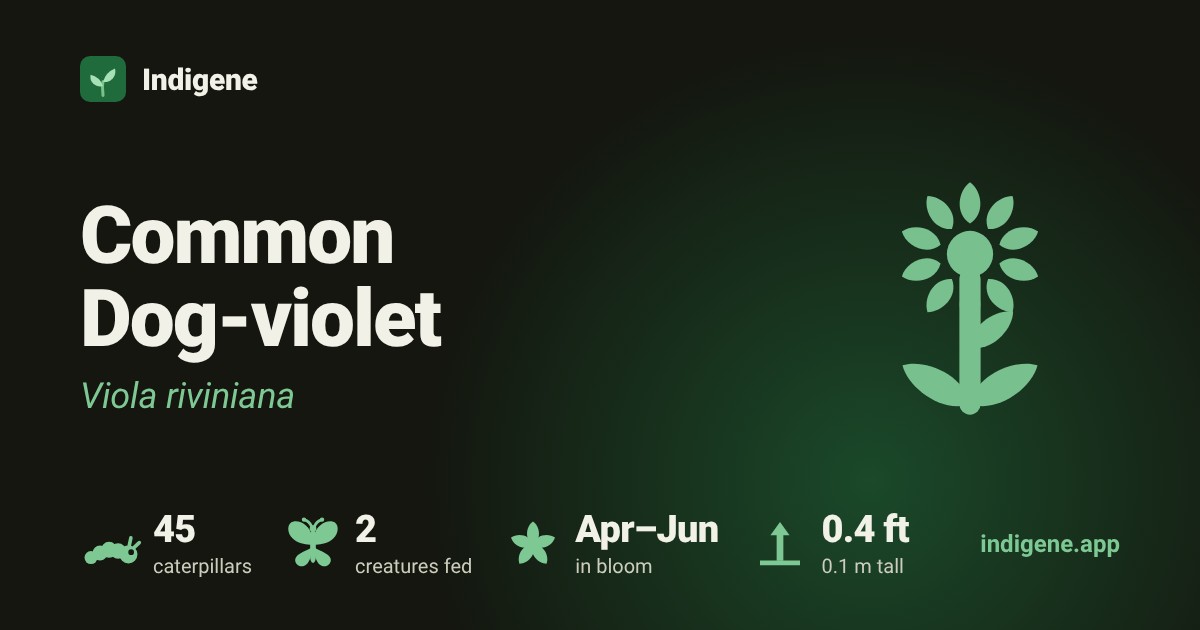 Indigene
Common
Dog-violet
Viola riviniana
45
caterpillars
2
creatures fed
Apr–Jun
in bloom
0.4 ft
0.1 m tall
indigene.app